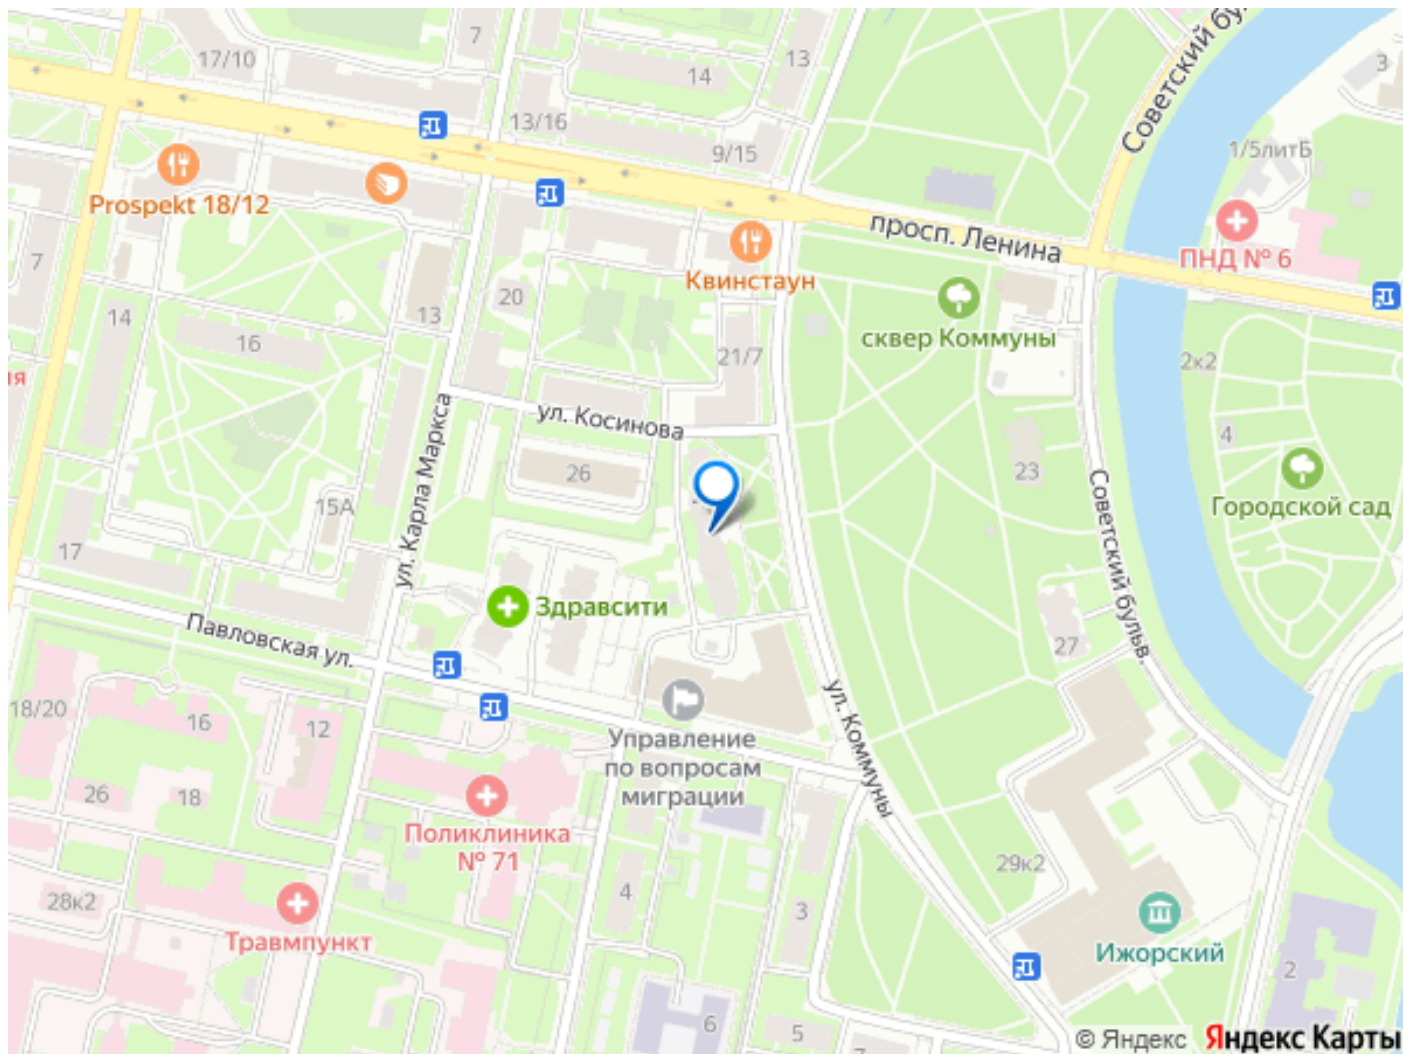 17/10
7
14
13
3
Советский бул
13/16
9/15
1/5литБ
Prospekt 18/12
просп. Ленина
ПНД № 6
7
Квинстаун
20
14
13
сквер Коммуны
16
21/7
2к2
ия
ул. Карла Маркса
ул. Косинова
4
26
23
Городской сад
15А
17
Советский бульв.
Здравсити
Павловская ул.
27
18/20
16
12
ул. Коммуны
Управление
по вопросам
миграции
26
18
Поликлиника
№ 71
29к2
28к2
4
3
Травмпункт
Ижорский
2
6
5
7
© Яндекс Яндекс Карты